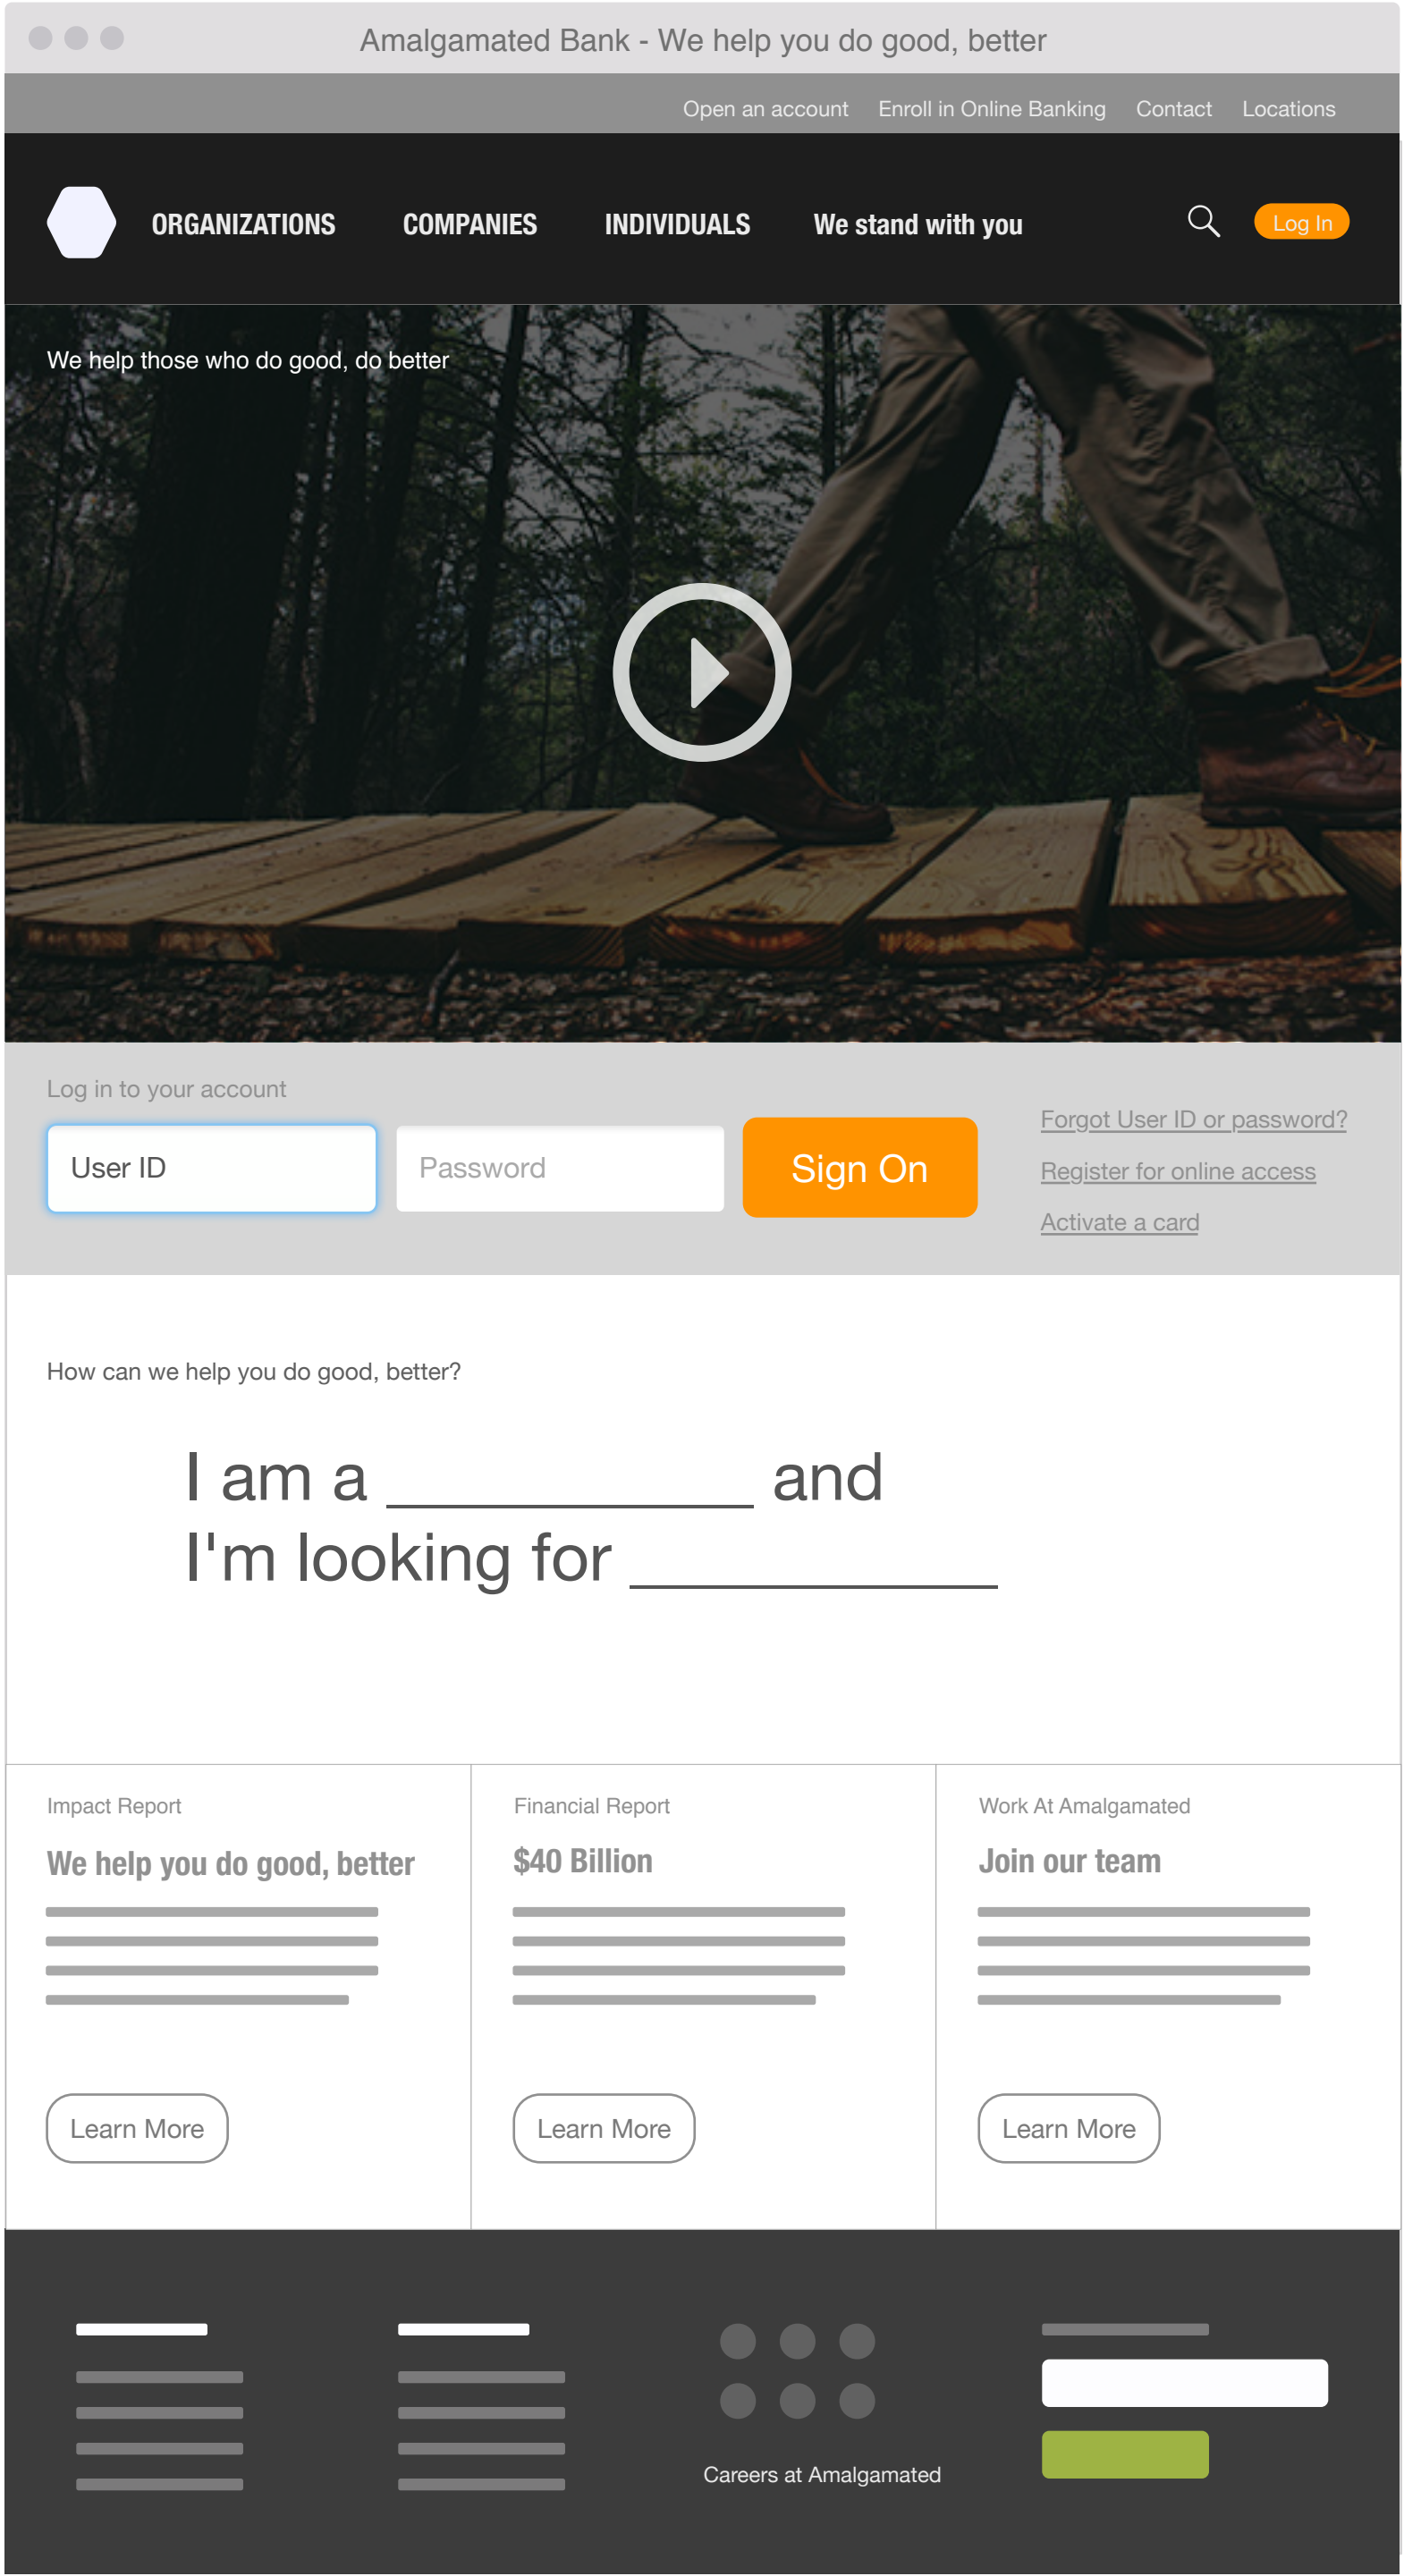 Amalgamated Bank - We help you do good, better
Open an account Enroll in Online Banking Contact Locations
ORGANIZATIONS COMPANIES INDIVIDUALS We stand with you Log In
We help those who do good, do better
Log in to your account
User ID Password Sign On
Forgot User ID or password?
Register for online access
Activate a card
How can we help you do good, better?
I am a __________ and
I'm looking for __________
Impact Report
We help you do good, better
Learn More
Financial Report
$40 Billion
Learn More
Work At Amalgamated
Join our team
Learn More
Careers at Amalgamated